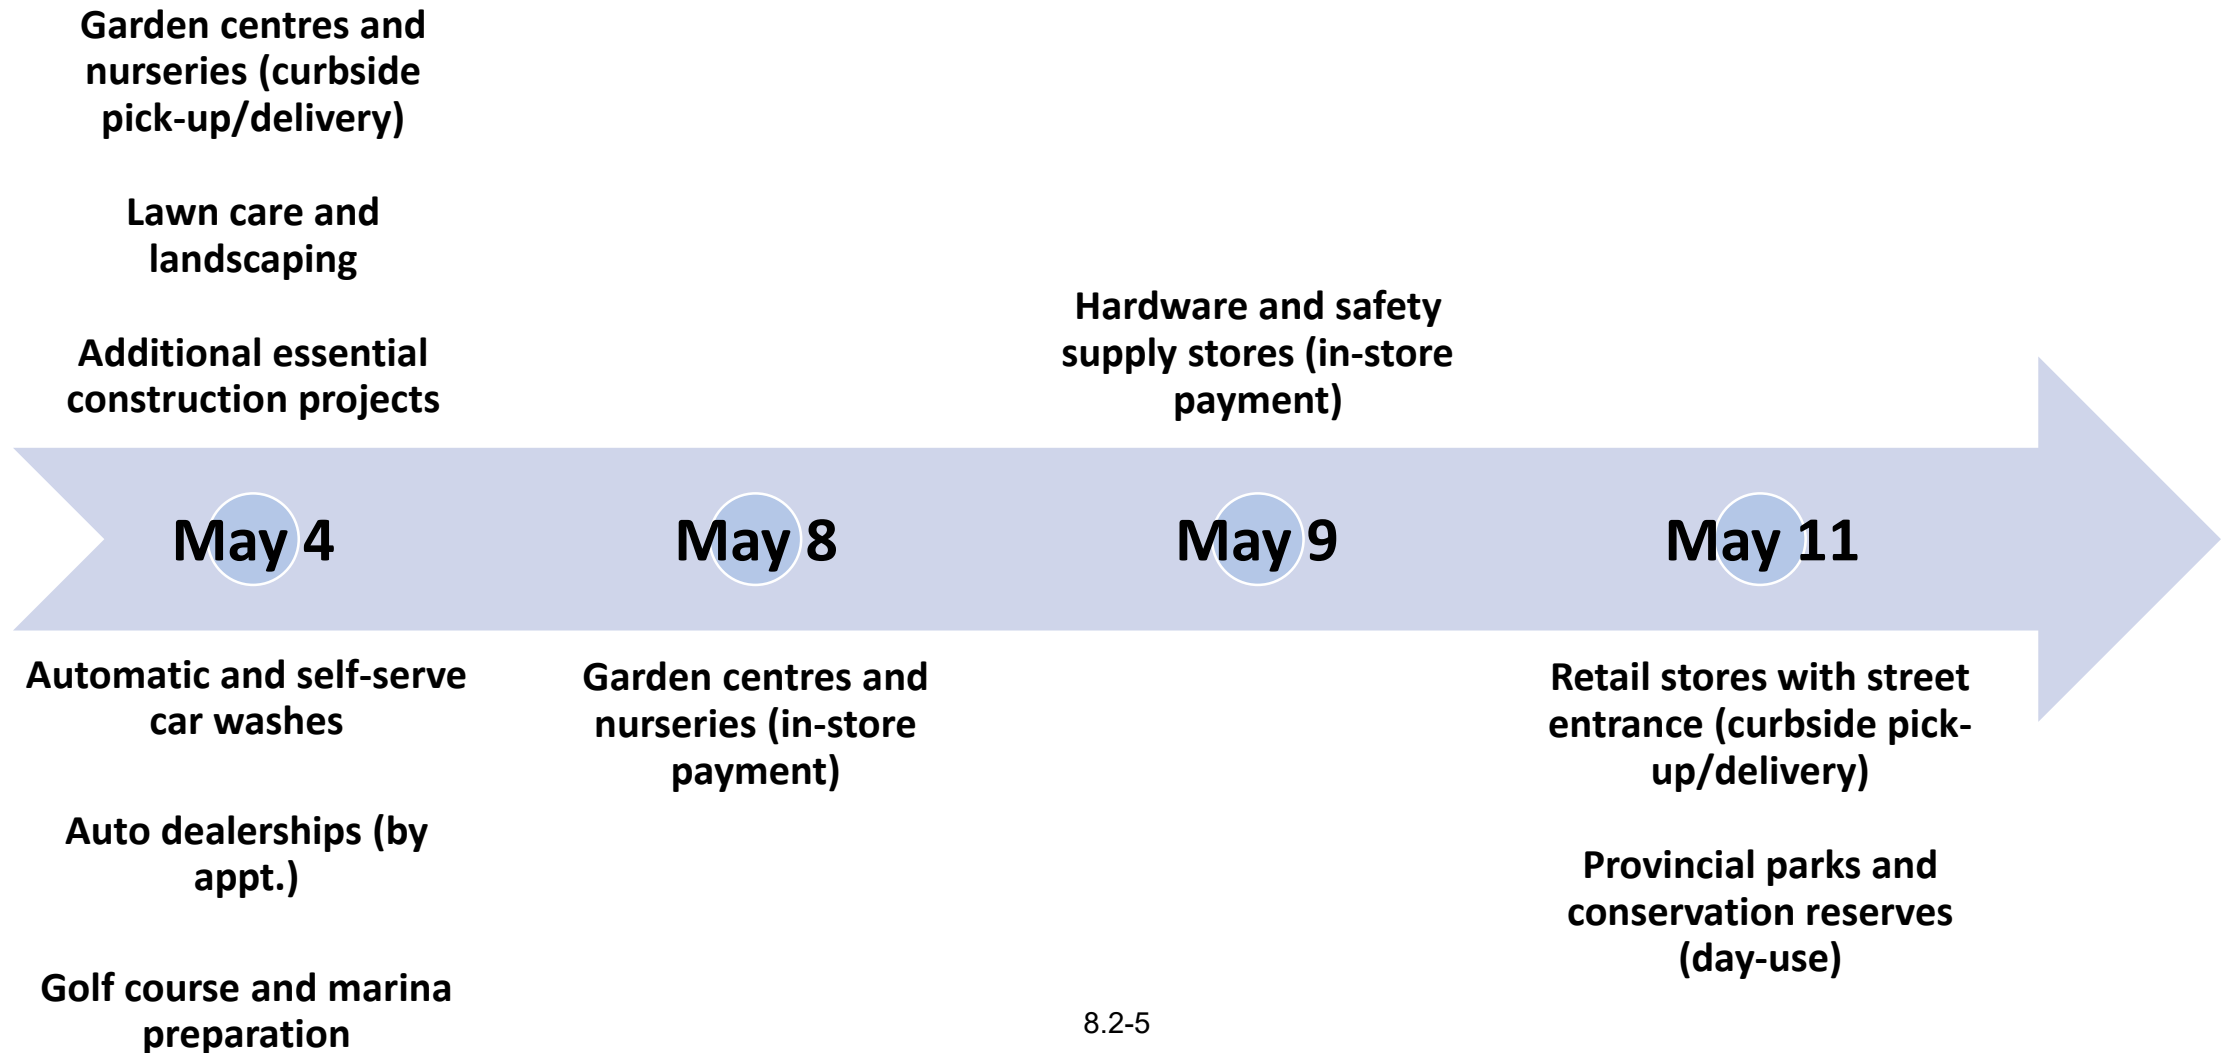 Garden centres and
nurseries (curbside
pick-up/delivery)
Lawn care and
landscaping
Additional essential
construction projects
Hardware and safety
supply stores (in-store
payment)
May 4
May 8
May 9
May 11
Automatic and self-serve
car washes
Auto dealerships (by
appt.)
Golf course and marina
preparation
Garden centres and
nurseries (in-store
payment)
Retail stores with street
entrance (curbside pick-
up/delivery)
Provincial parks and
conservation reserves
(day-use)
8.2-5